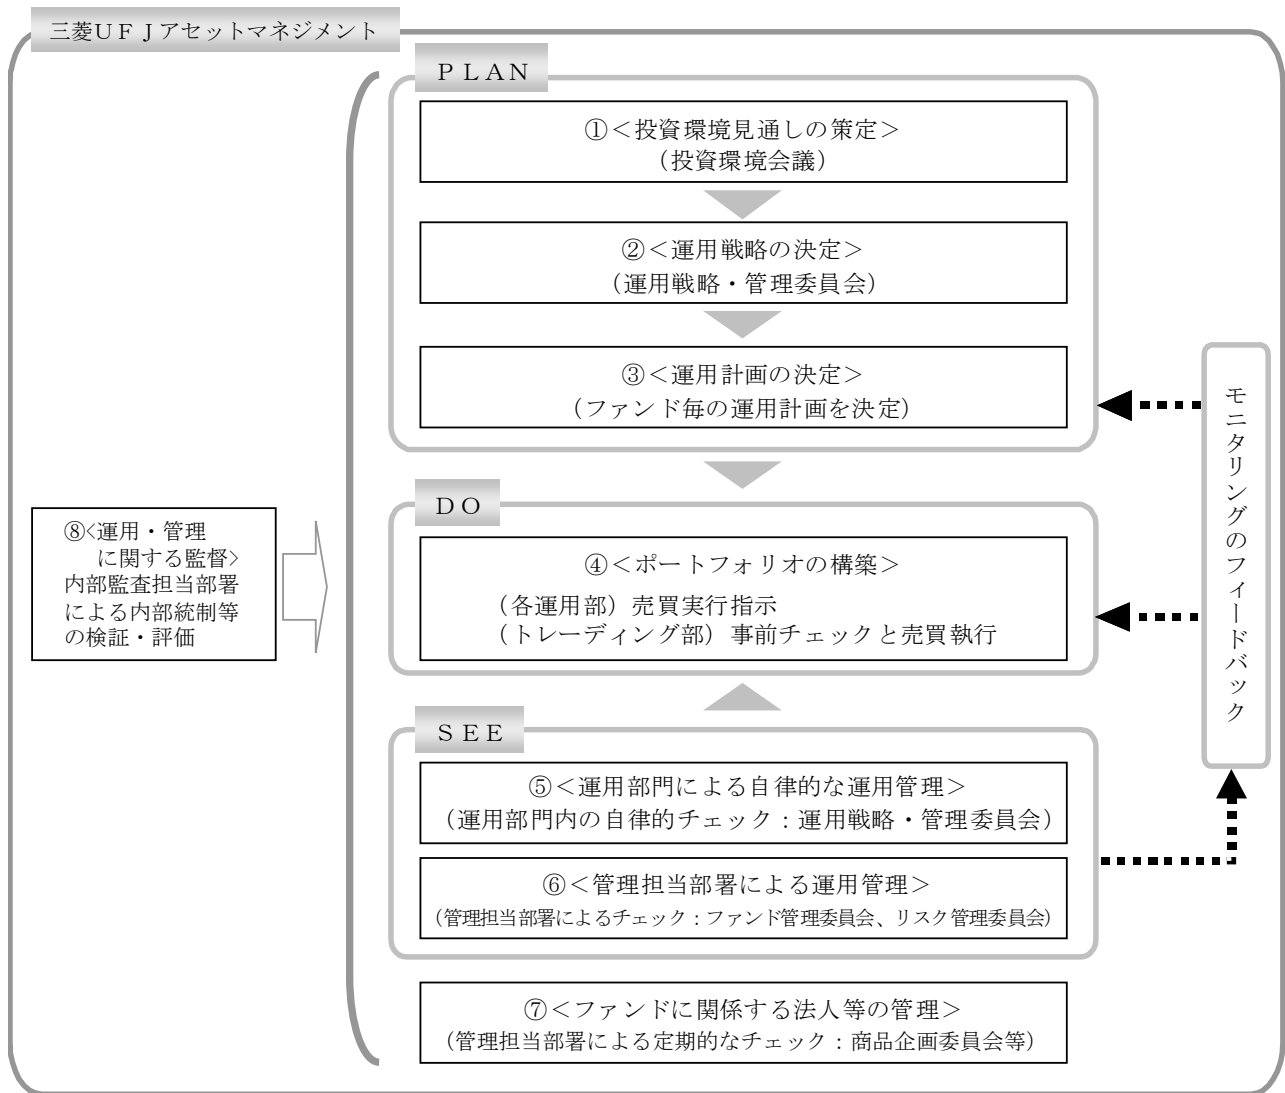 三菱ＵＦＪアセットマネジメント
ＰＬＡＮ
①＜投資環境見通しの策定＞
（投資環境会議）
②＜運用戦略の決定＞
（運用戦略・管理委員会）
③＜運用計画の決定＞
（ファンド毎の運用計画を決定）
ＤＯ
④＜ポートフォリオの構築＞
（各運用部）売買実行指示
（トレーディング部）事前チェックと売買執行
ＳＥＥ
⑤＜運用部門による自律的な運用管理＞
（運用部門内の自律的チェック：運用戦略・管理委員会）
⑥＜管理担当部署による運用管理＞
（管理担当部署によるチェック：ファンド管理委員会、リスク管理委員会）
⑦＜ファンドに関係する法人等の管理＞
（管理担当部署による定期的なチェック：商品企画委員会等）
⑧<運用・管理
に関する監督>
内部監査担当部署
による内部統制等
の検証・評価
モニタリングのフィードバック